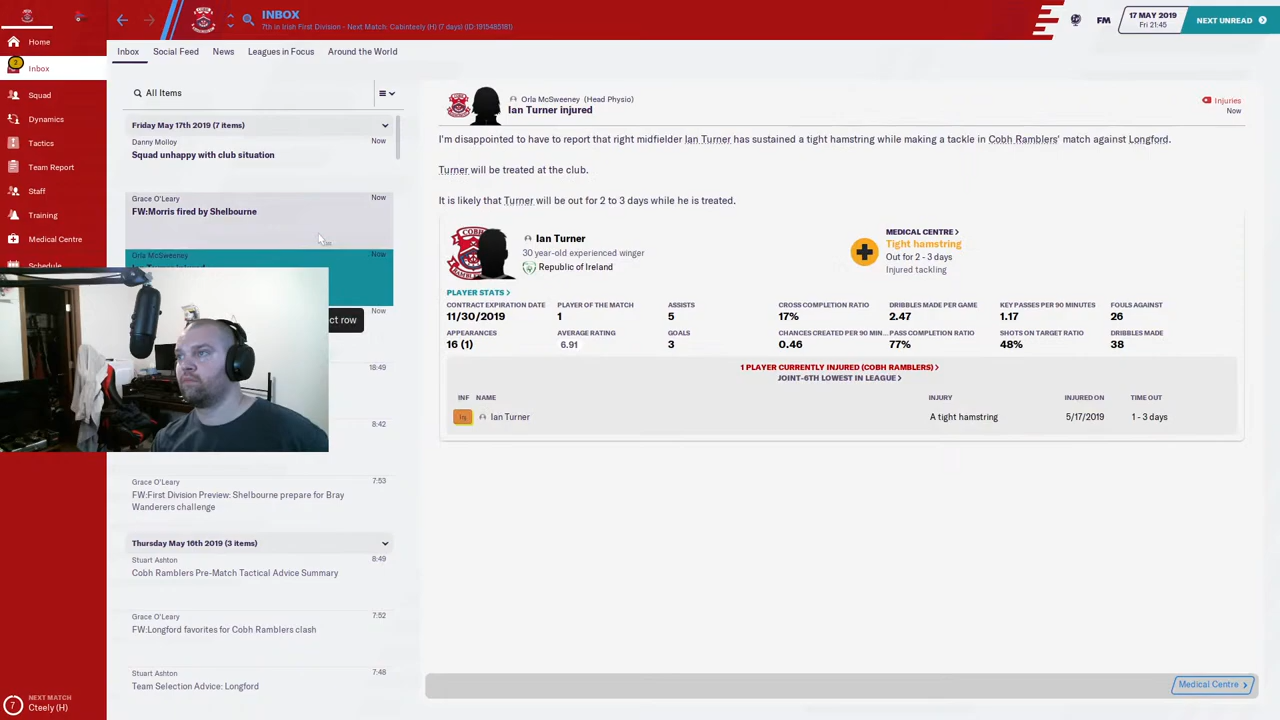 INBOX
7th in Irish First Division - Next Match: Cabinteely (H) (7 days) (ID:1915485181)
FM
17 MAY 2019
Fri 21:45
NEXT UNREAD
Home
2
Inbox
Squad
Dynamics
Tactics
Team Report
Staff
Training
Medical Centre
Schedule
NEXT MATCH
7
Cteely (H)
Inbox
Social Feed
News
Leagues in Focus
Around the World
All Items
Friday May 17th 2019 (7 items)
Danny Molloy
Now
Squad unhappy with club situation
Grace O'Leary
Now
FW:Morris fired by Shelbourne
Orla McSweeney
Now
Ian Turner injured
Now
ct row
18:49
8:42
Grace O'Leary
7:53
FW:First Division Preview: Shelbourne prepare for Bray
Wanderers challenge
Thursday May 16th 2019 (3 items)
Stuart Ashton
8:49
Cobh Ramblers Pre-Match Tactical Advice Summary
Grace O'Leary
7:52
FW:Longford favorites for Cobh Ramblers clash
Stuart Ashton
7:48
Team Selection Advice: Longford
Orla McSweeney (Head Physio)
Ian Turner injured
Injuries
Now
I'm disappointed to have to report that right midfielder Ian Turner has sustained a tight hamstring while making a tackle in Cobh Ramblers' match against Longford.
Turner will be treated at the club.
It is likely that Turner will be out for 2 to 3 days while he is treated.
Ian Turner
30 year-old experienced winger
Republic of Ireland
MEDICAL CENTRE
Tight hamstring
Out for 2 - 3 days
Injured tackling
PLAYER STATS
CONTRACT EXPIRATION DATE
PLAYER OF THE MATCH
ASSISTS
CROSS COMPLETION RATIO
DRIBBLES MADE PER GAME
KEY PASSES PER 90 MINUTES
FOULS AGAINST
11/30/2019
1
5
17%
2.47
1.17
26
APPEARANCES
AVERAGE RATING
GOALS
CHANCES CREATED PER 90 MIN...
PASS COMPLETION RATIO
SHOTS ON TARGET RATIO
DRIBBLES MADE
16 (1)
6.91
3
0.46
77%
48%
38
1 PLAYER CURRENTLY INJURED (COBH RAMBLERS)
JOINT-6TH LOWEST IN LEAGUE
INF
NAME
INJURY
INJURED ON
TIME OUT
Inj
Ian Turner
A tight hamstring
5/17/2019
1 - 3 days
Medical Centre